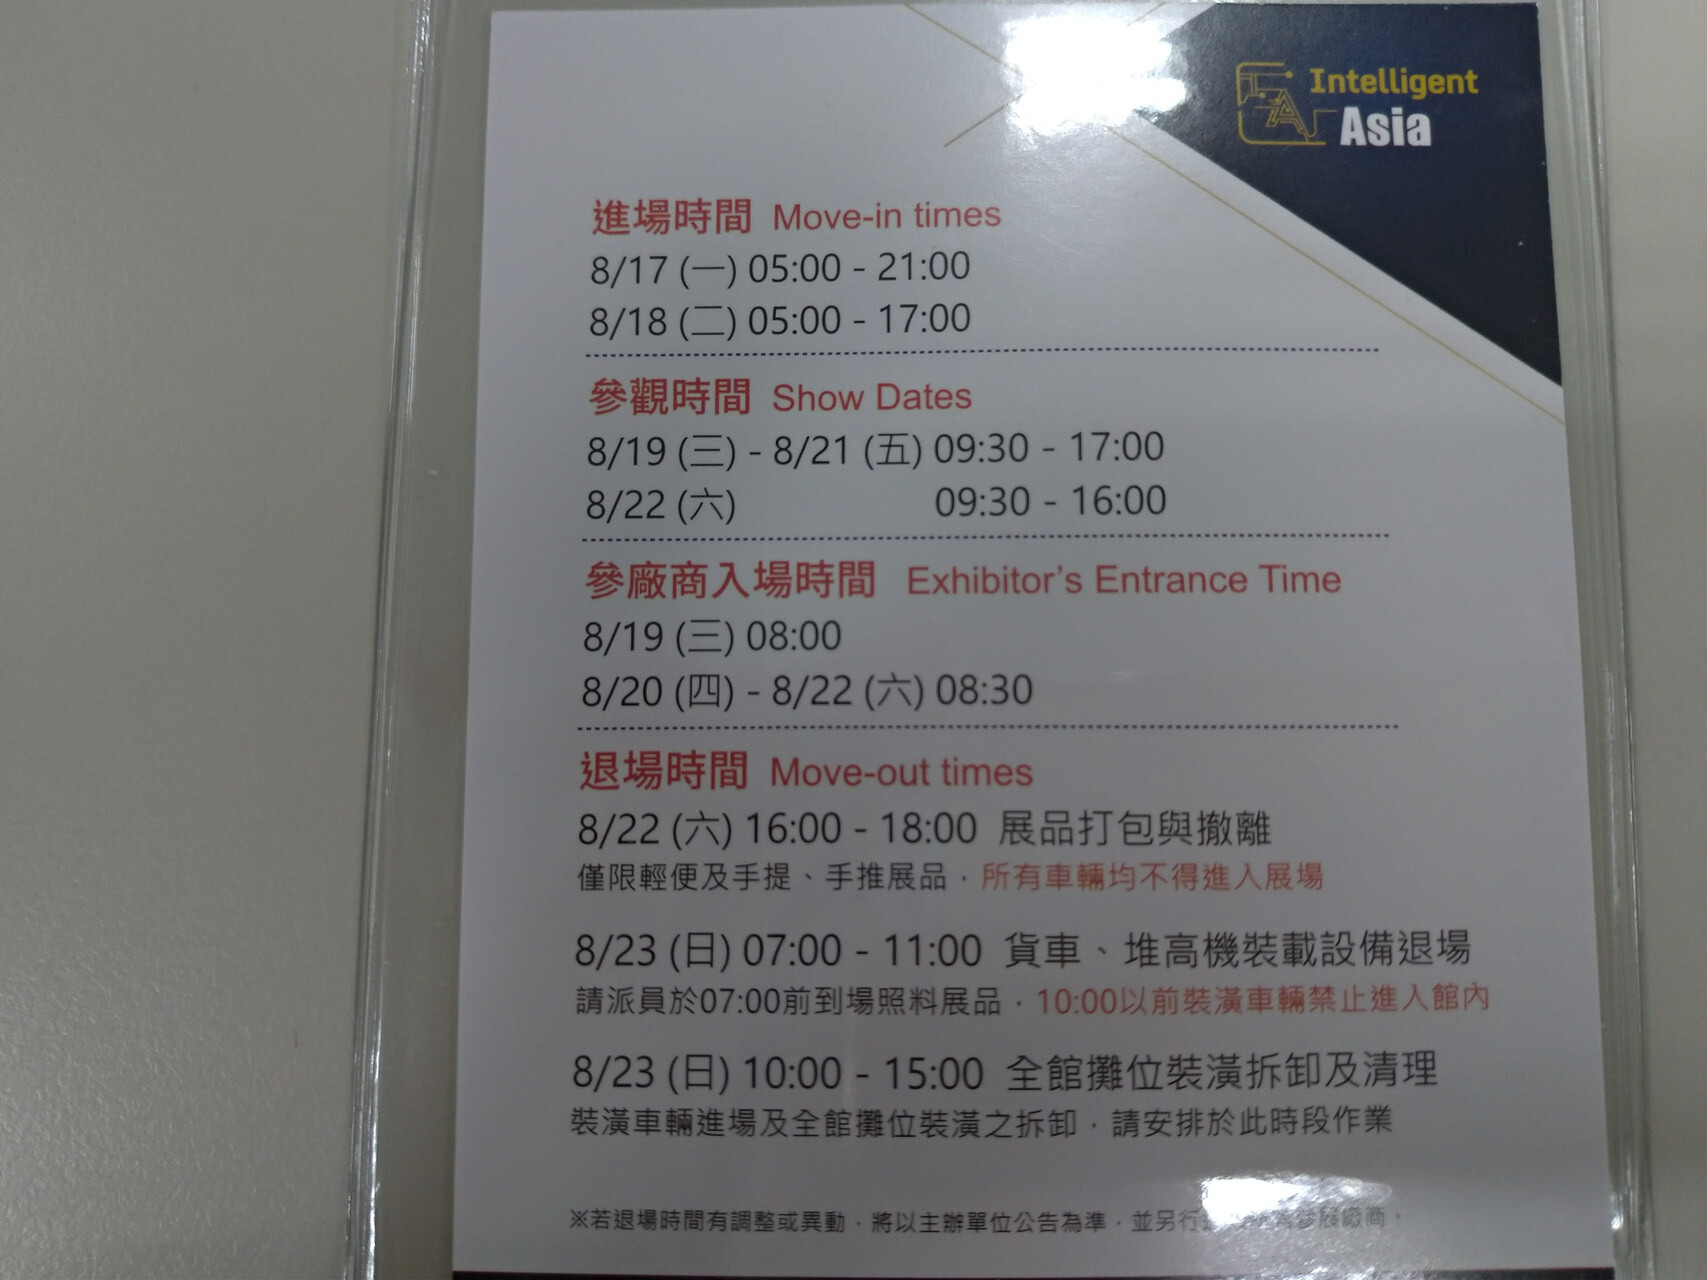 Intelligent
Asia
進場時間 Move-in times
8/17 (一) 05:00 - 21:00
8/18 (二) 05:00 - 17:00
參觀時間 Show Dates
8/19 (三) - 8/21 (五) 09:30 - 17:00
8/22 (六) 09:30 - 16:00
參廠商入場時間 Exhibitor's Entrance Time
8/19 (三) 08:00
8/20 (四) - 8/22 (六) 08:30
退場時間 Move-out times
8/22 (六) 16:00 - 18:00 展品打包與撤離
僅限輕便及手提、手推展品，所有車輛均不得進入展場
8/23 (日) 07:00 - 11:00 貨車、堆高機裝載設備退場
請派員於07:00前到場照料展品，10:00以前裝潢車輛禁止進入館內
8/23 (日) 10:00 - 15:00 全館攤位裝潢拆卸及清理
裝潢車輛進場及全館攤位裝潢之拆卸，請安排於此時段作業
※若退場時間有調整或異動，將以主辦單位公告為準，並另行參展廠商。